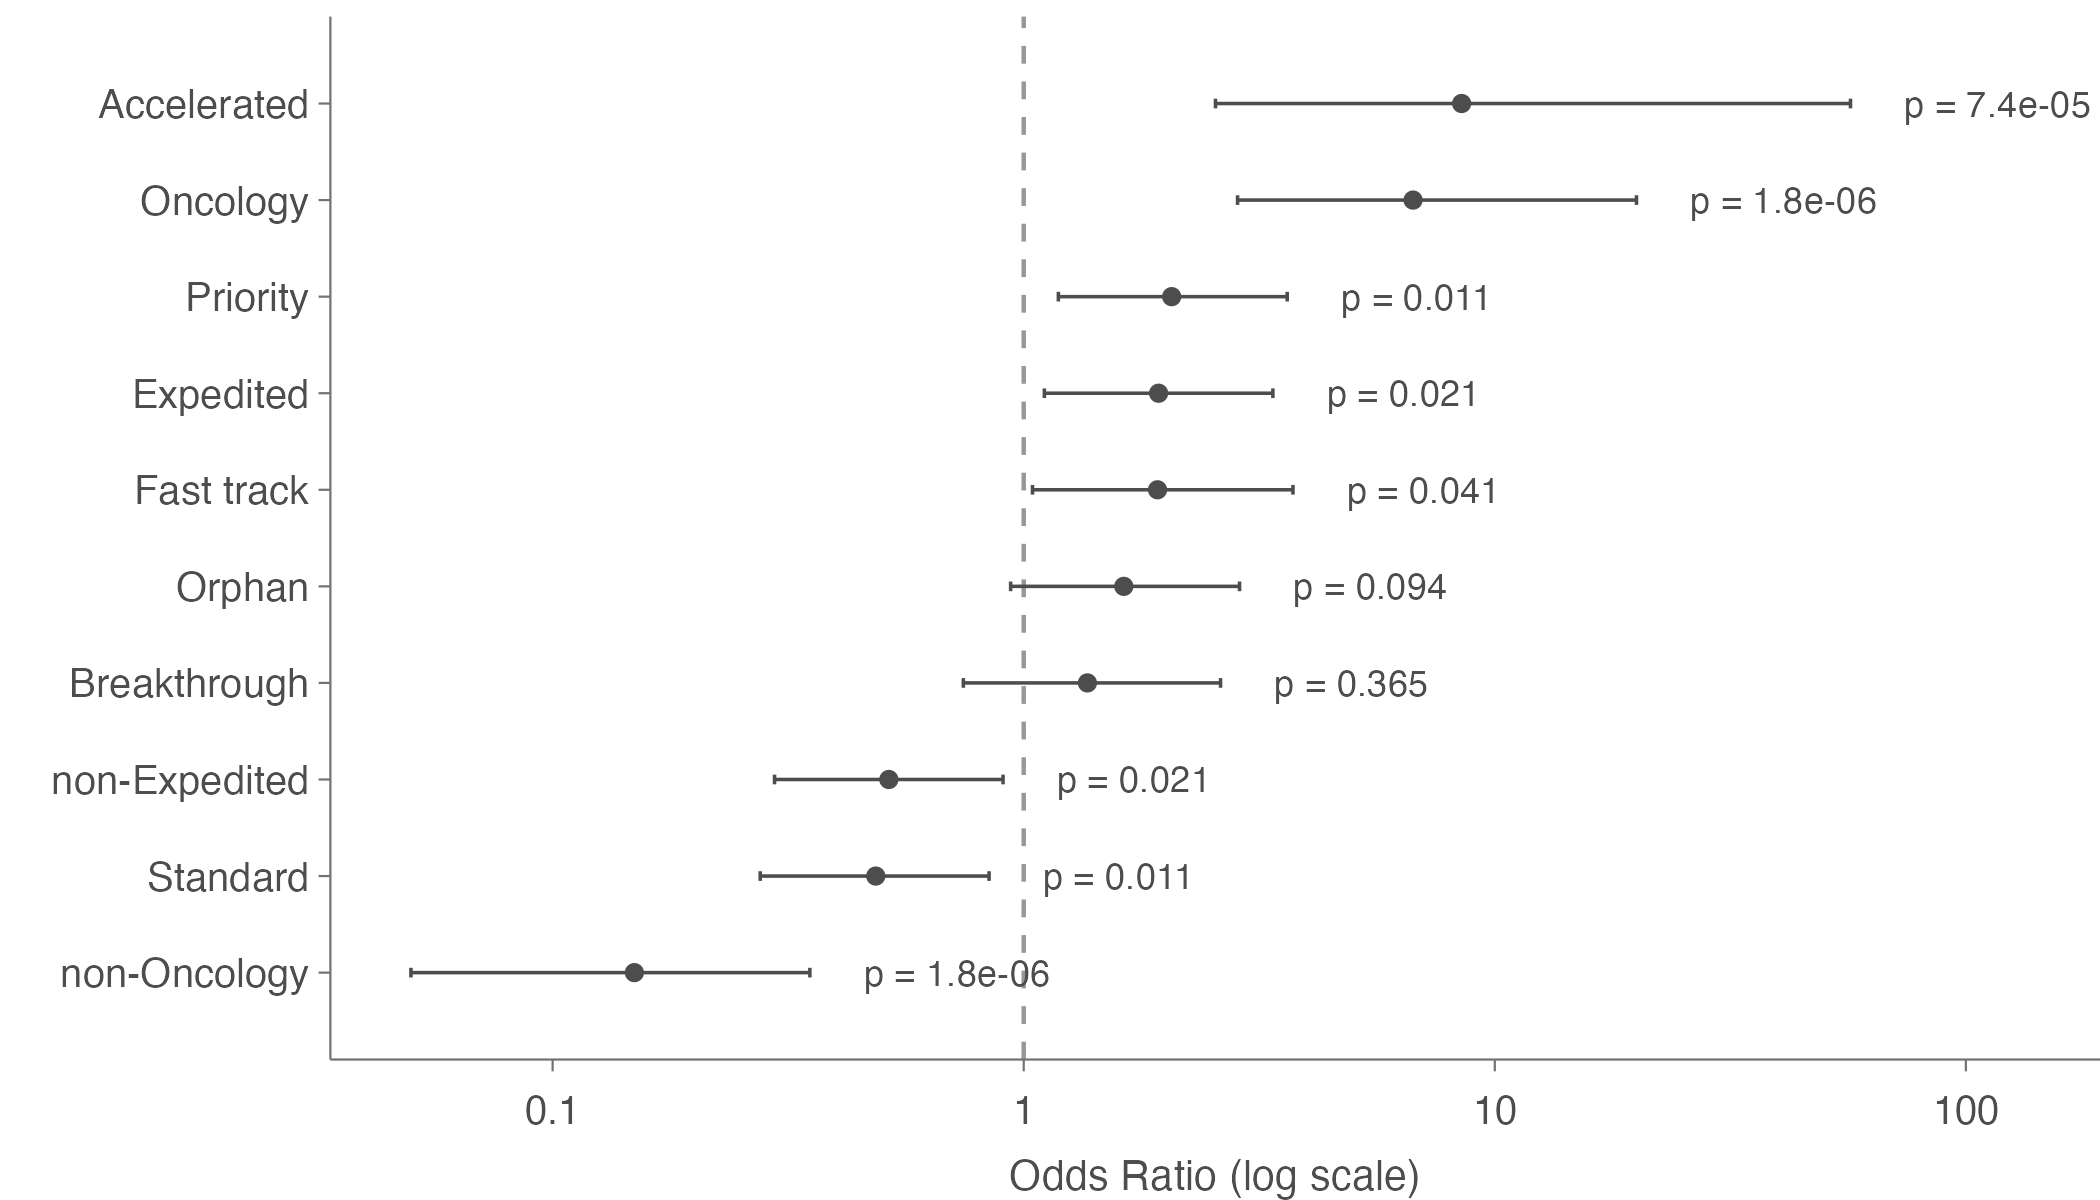 Accelerated p = 7.4e-05
Oncology p = 1.8e-06
Priority p = 0.011
Expedited p = 0.021
Fast track p = 0.041
Orphan p = 0.094
Breakthrough p = 0.365
non-Expedited p = 0.021
Standard p = 0.011
non-Oncology p = 1.8e-06
0.1 1 10 100
Odds Ratio (log scale)